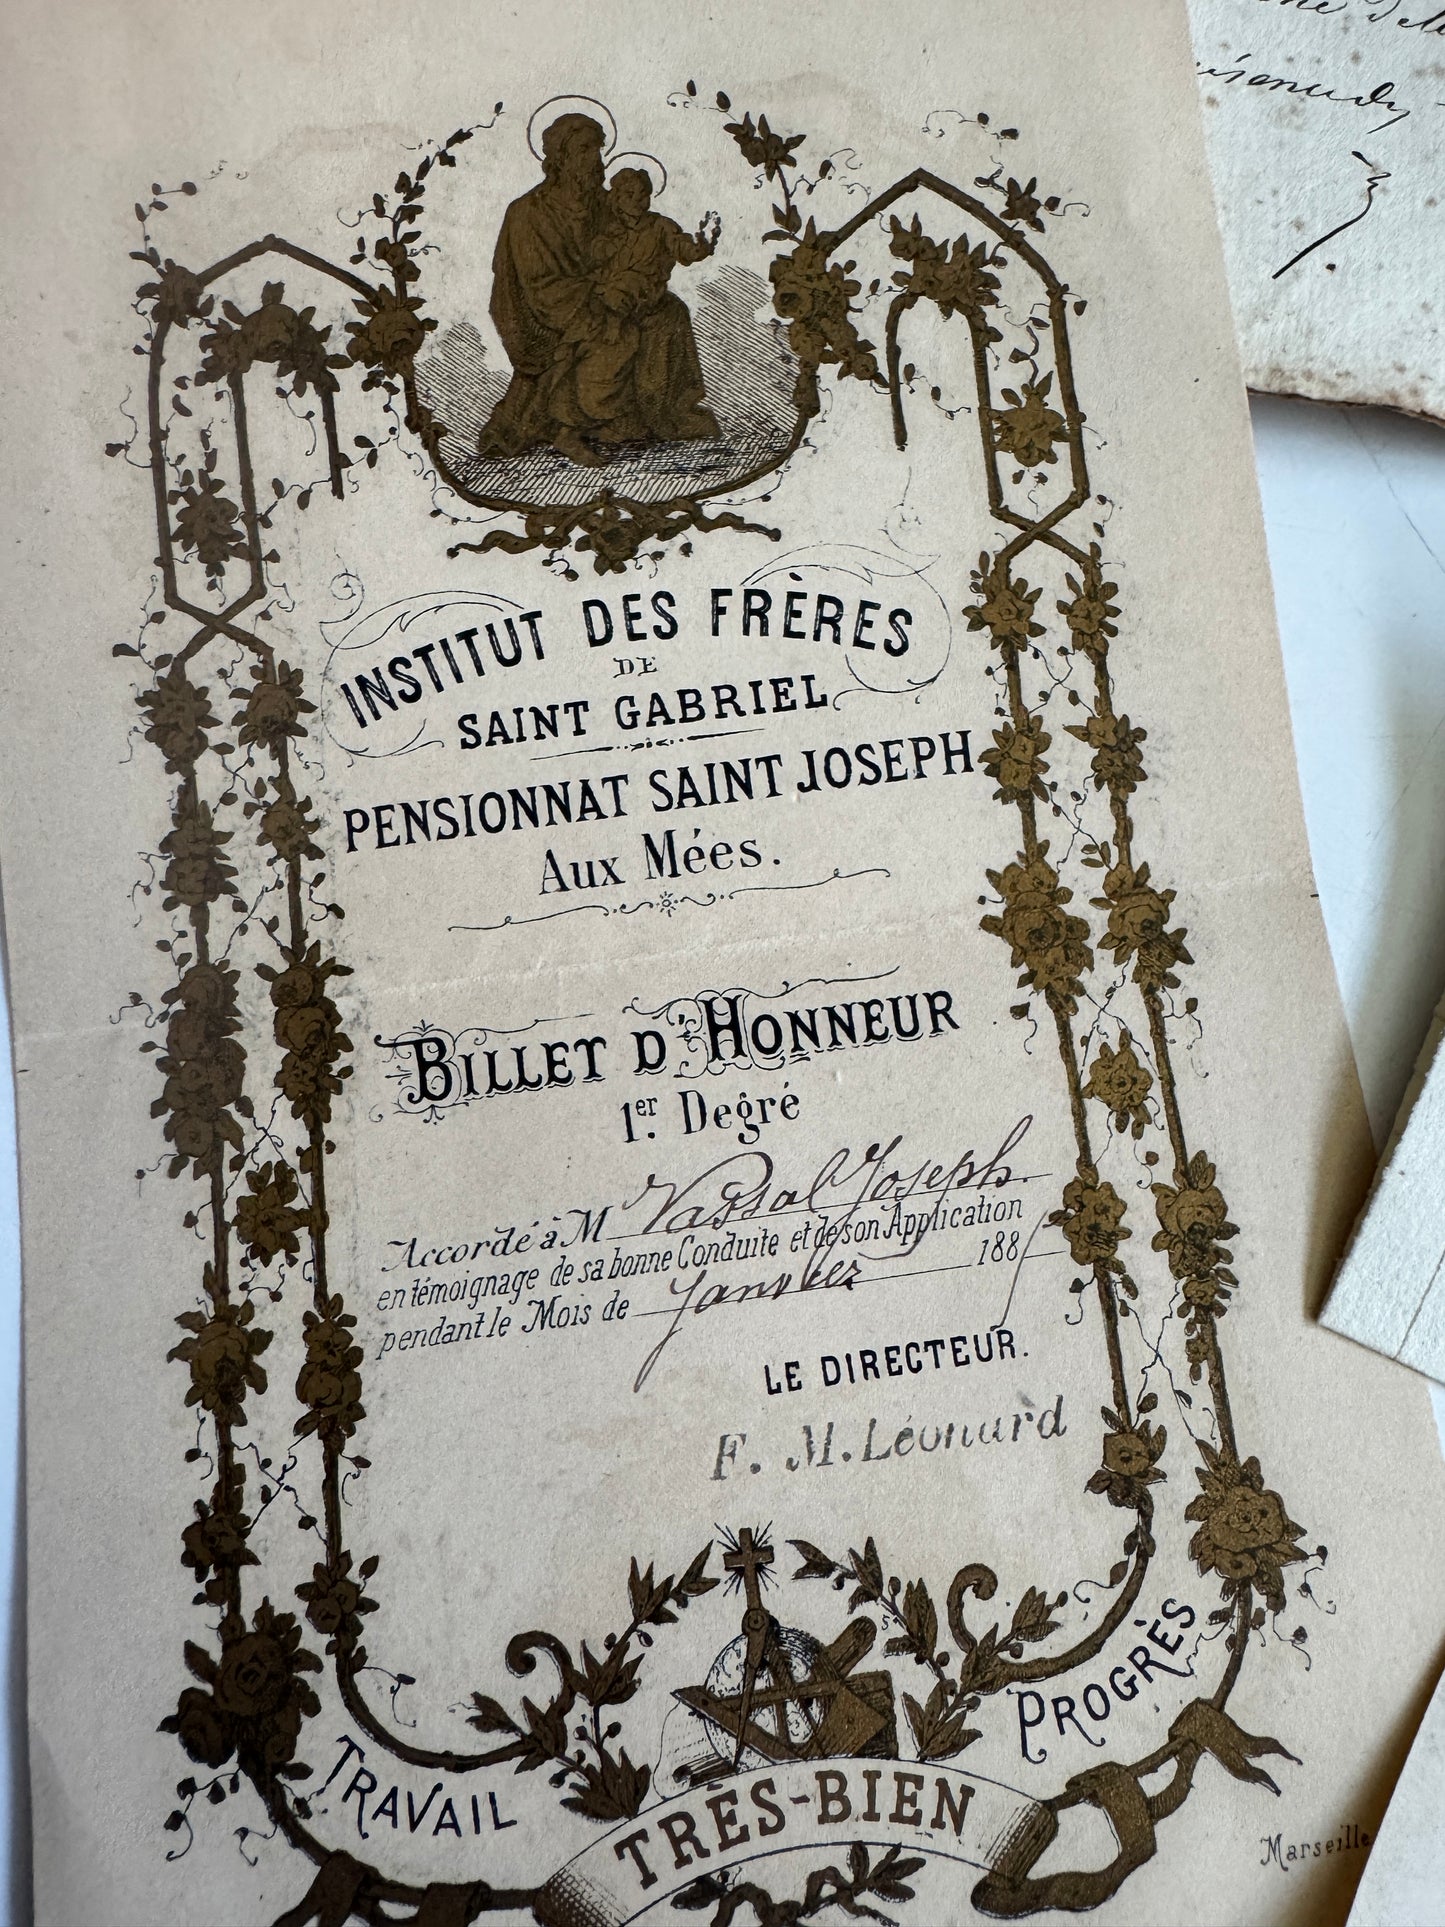 INSTITUT DES FRÈRES
DE
SAINT GABRIEL
PENSIONNAT SAINT JOSEPH
Aux Mées.
BILLET D'HONNEUR
1er. Degré
Accordé à M Vassal Joseph.
en témoignage de sa bonne Conduite et de son Application
pendant le Mois de Janvier 188
LE DIRECTEUR.
F. M. Léonard
TRAVAIL
PROGRÈS
TRÈS-BIEN
Marseille